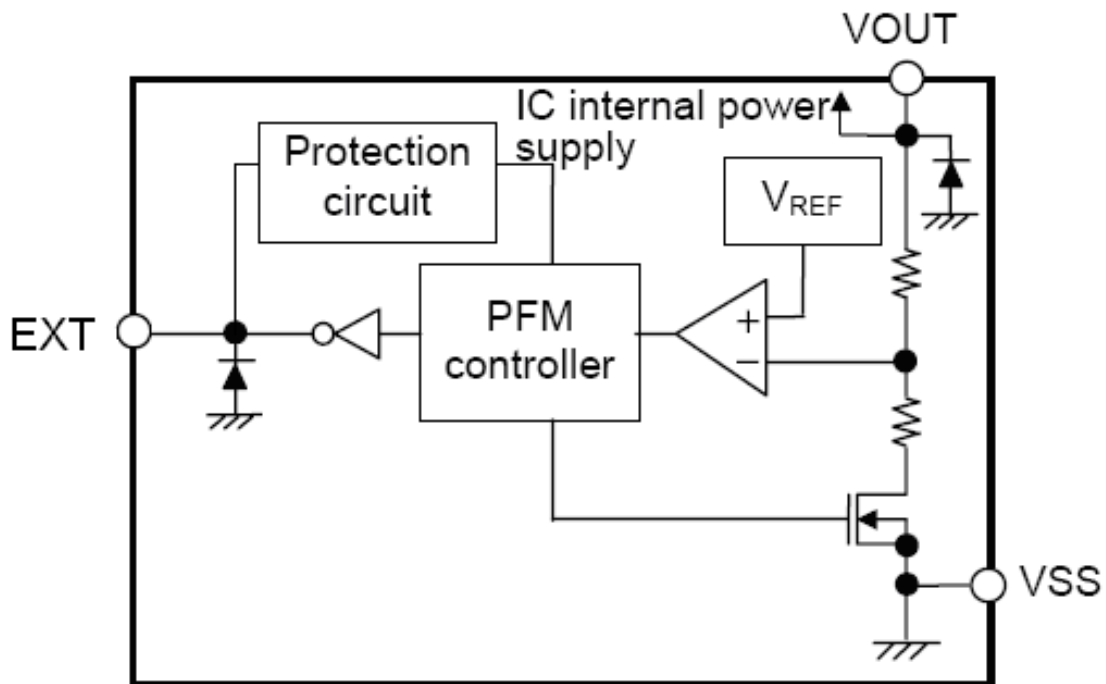 VOUT
IC internal power
supply
Protection
circuit
VREF
EXT
PFM
controller
+
−
VSS